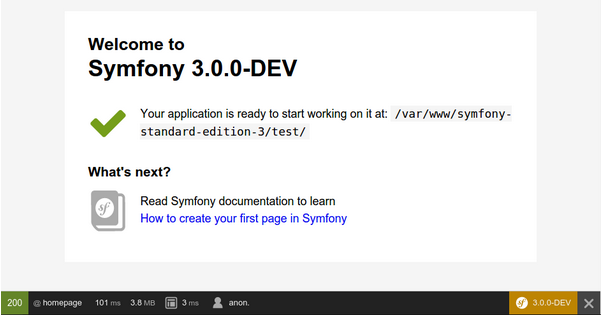 Welcome to
Symfony 3.0.0-DEV
Your application is ready to start working on it at: /var/www/symfony-
standard-edition-3/test/
What's next?
Read Symfony documentation to learn
How to create your first page in Symfony
200 @ homepage 101 ms 3.8 MB 3 ms anon. sf 3.0.0-DEV